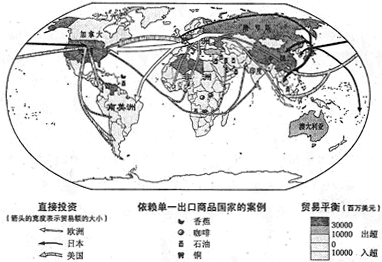 加拿大
南美洲
洲
澳大利亚
直接投资
(箭头的宽度表示贸易额的大小)
欧洲
日本
美国
依赖单一出口商品国家的案例
香蕉
咖啡
石油
铜
贸易平衡(百万美元)
30000
10000 出超
0
10000 入超